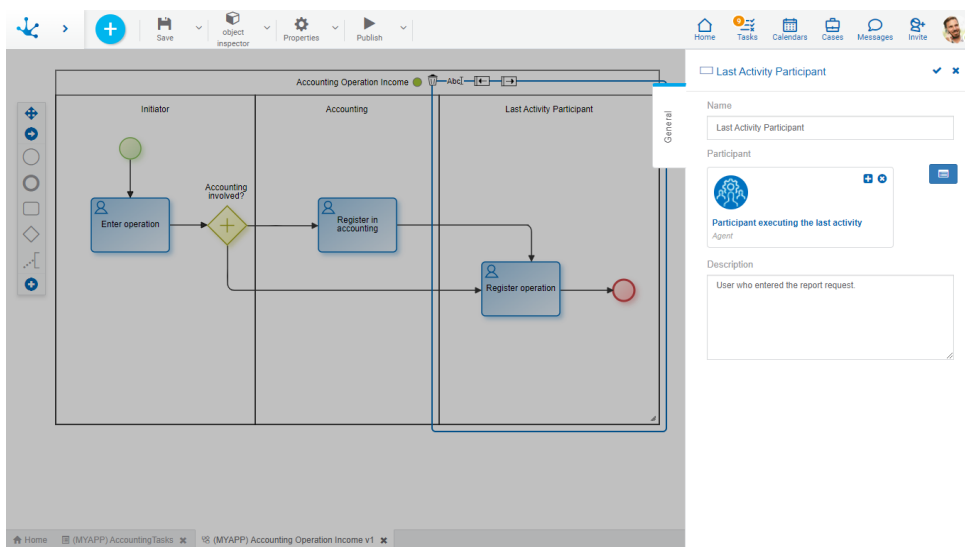 Save
object
inspector
Properties
Publish
Home
9
Tasks
Calendars
Cases
Messages
Invite
Accounting Operation Income
Abc
Initiator
Accounting
Last Activity Participant
Enter operation
Accounting
involved?
Register in
accounting
Register operation
General
Last Activity Participant
Name
Last Activity Participant
Participant
Participant executing the last activity
Agent
Description
User who entered the report request.
Home
(MYAPP) AccountingTasks
(MYAPP) Accounting Operation Income v1